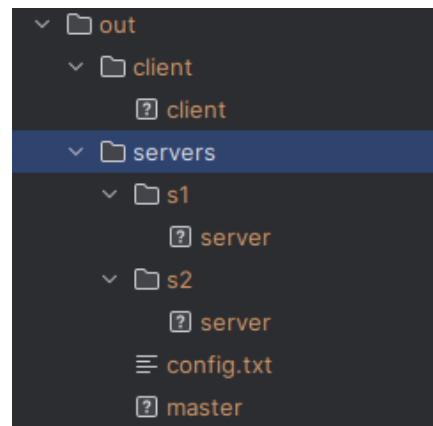 out
client
client
servers
s1
server
s2
server
config.txt
master